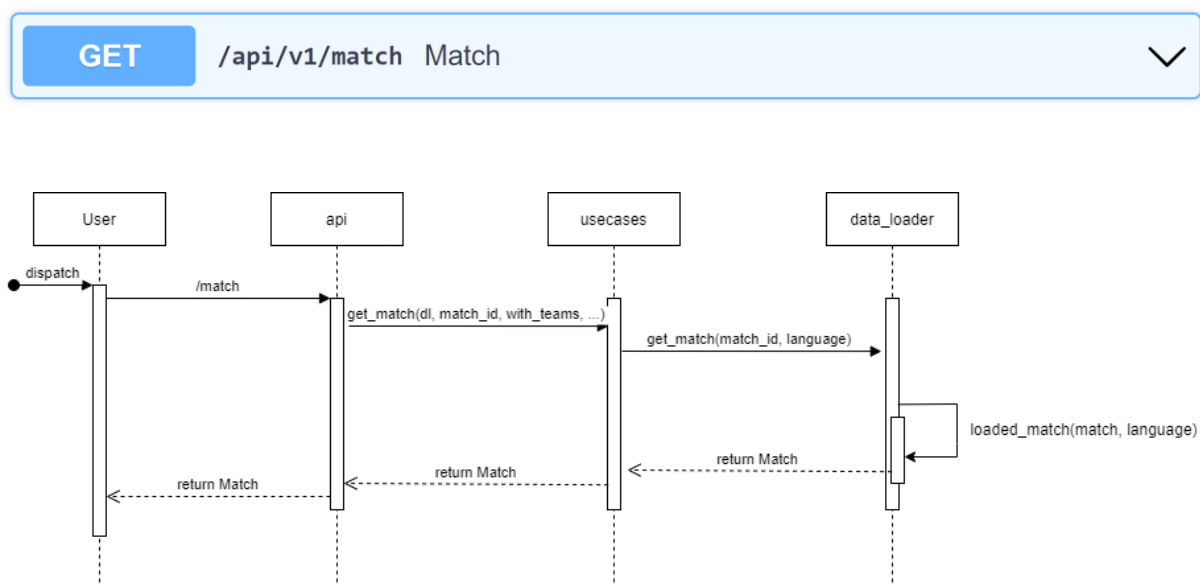 GET /api/v1/match Match
User api usecases data_loader
dispatch
/match
get_match(dl, match_id, with_teams, ...)
get_match(match_id, language)
loaded_match(match, language)
return Match
return Match
return Match